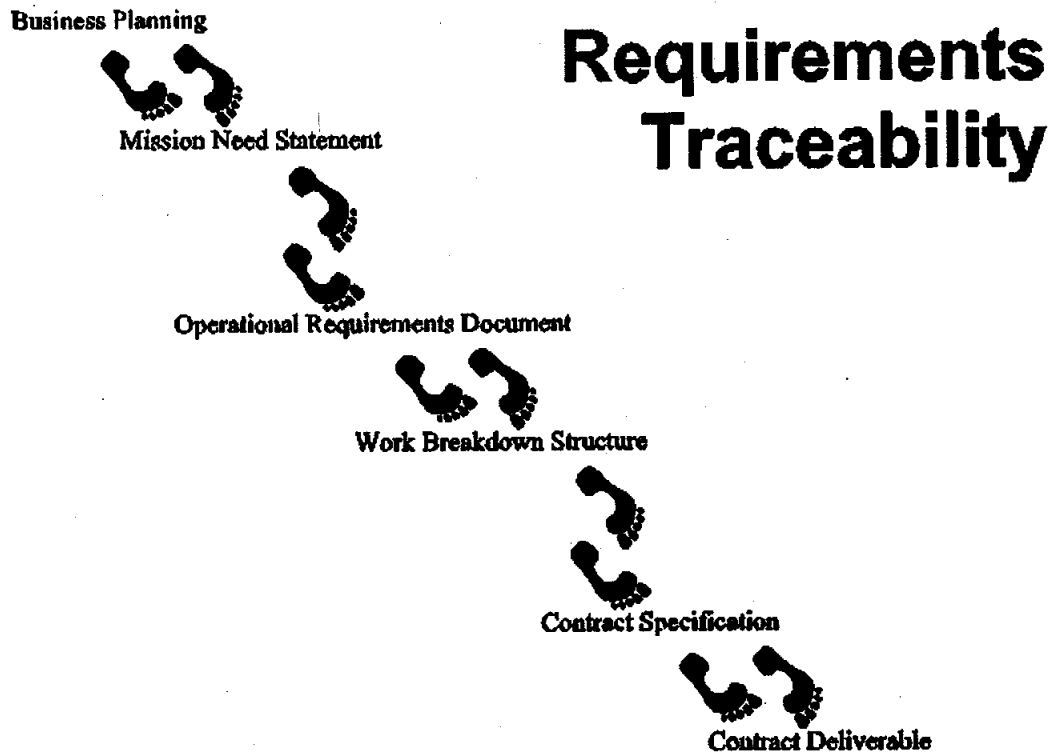 Business Planning
Requirements
Traceability
Mission Need Statement
Operational Requirements Document
Work Breakdown Structure
Contract Specification
Contract Deliverable